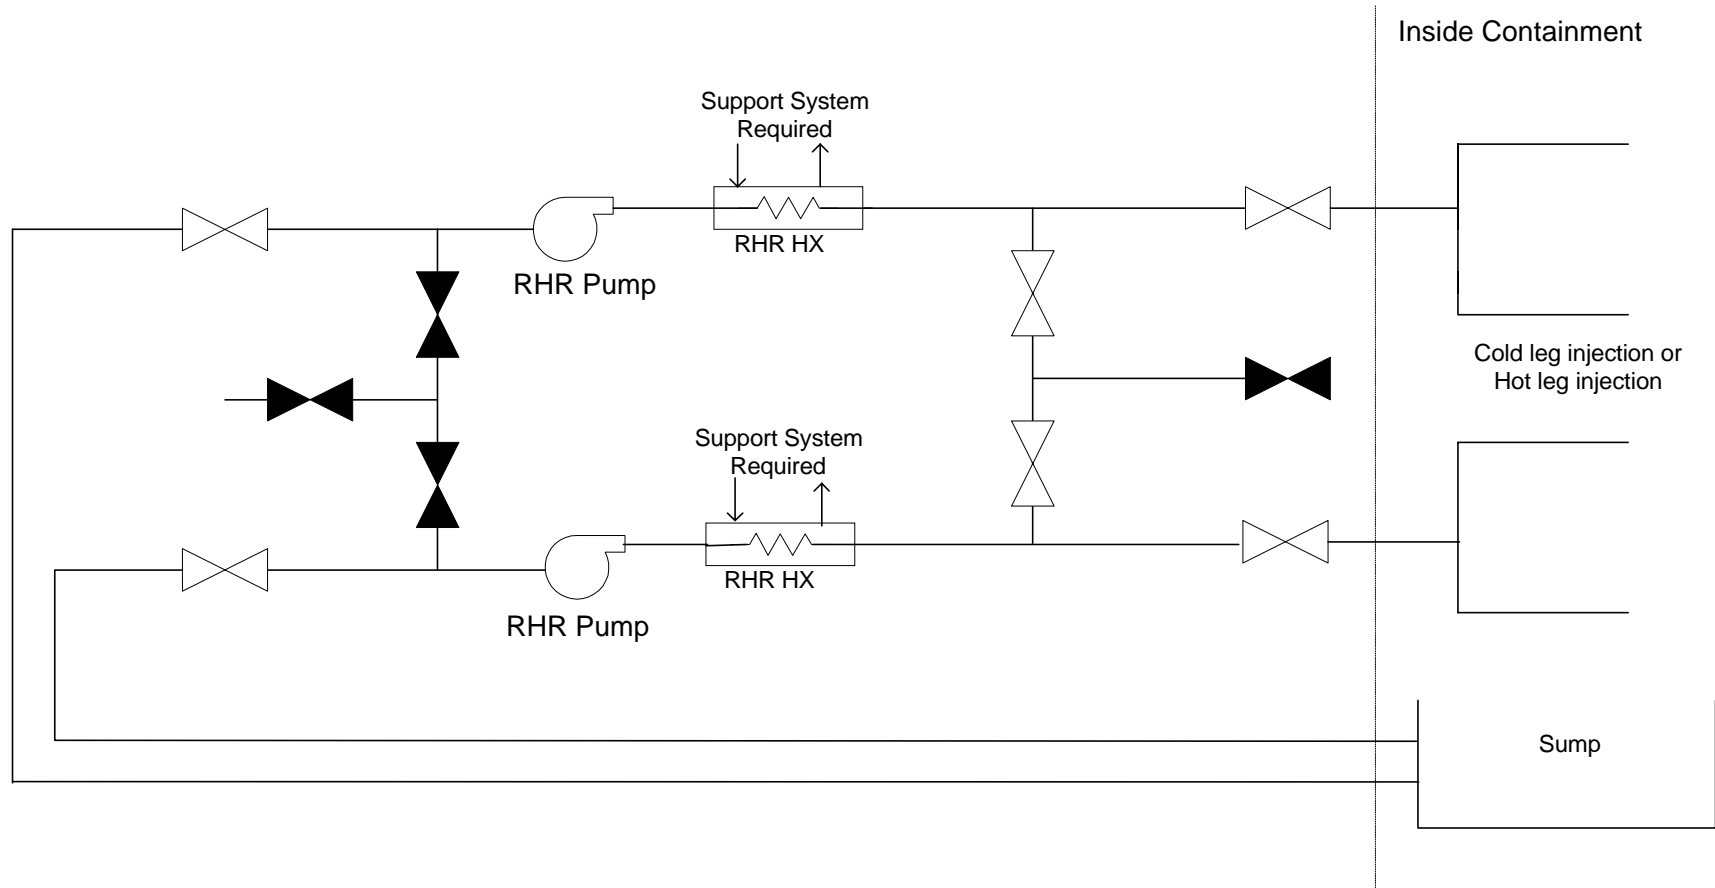 Inside Containment
Support System
Required
RHR HX
RHR Pump
Cold leg injection or
Hot leg injection
Support System
Required
RHR HX
RHR Pump
Sump